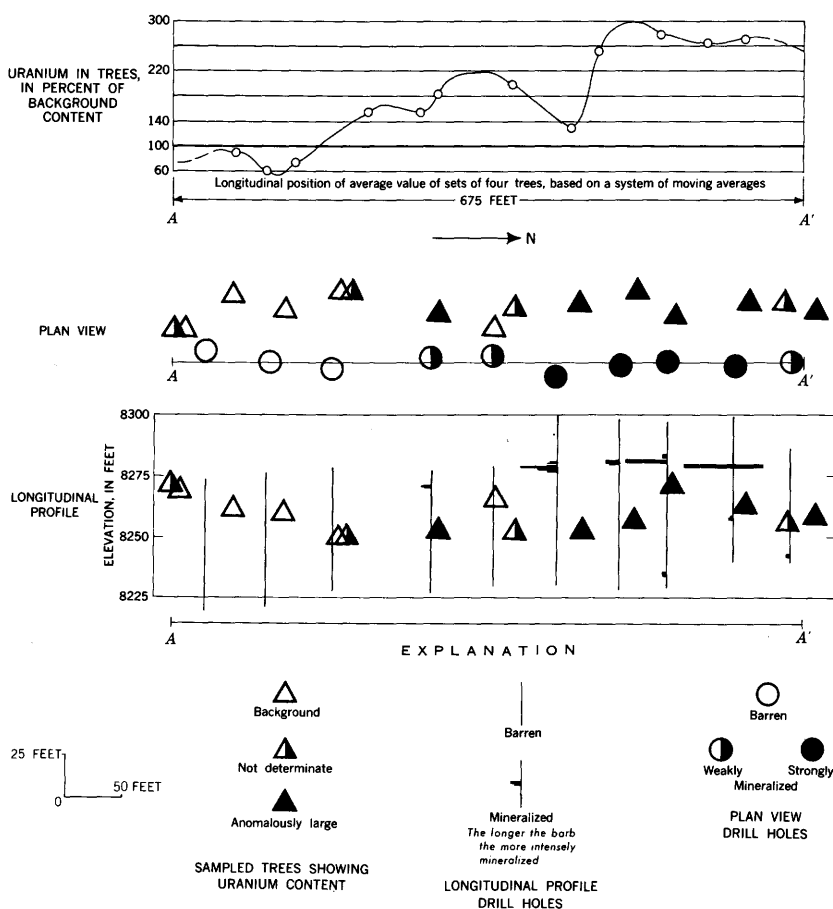 300
220
140
100
60
URANIUM IN TREES,
IN PERCENT OF
BACKGROUND
CONTENT
Longitudinal position of average value of sets of four trees, based on a system of moving averages
675 FEET
A A'
N
PLAN VIEW
A A'
8300
8275
8250
8225
ELEVATION, IN FEET
LONGITUDINAL
PROFILE
A A'
EXPLANATION
Background
Not determinate
Anomalously large
SAMPLED TREES SHOWING
URANIUM CONTENT
Barren
Mineralized
The longer the barb
the more intensely
mineralized
LONGITUDINAL PROFILE
DRILL HOLES
Barren
Weakly Strongly
Mineralized
PLAN VIEW
DRILL HOLES
25 FEET
0 50 FEET